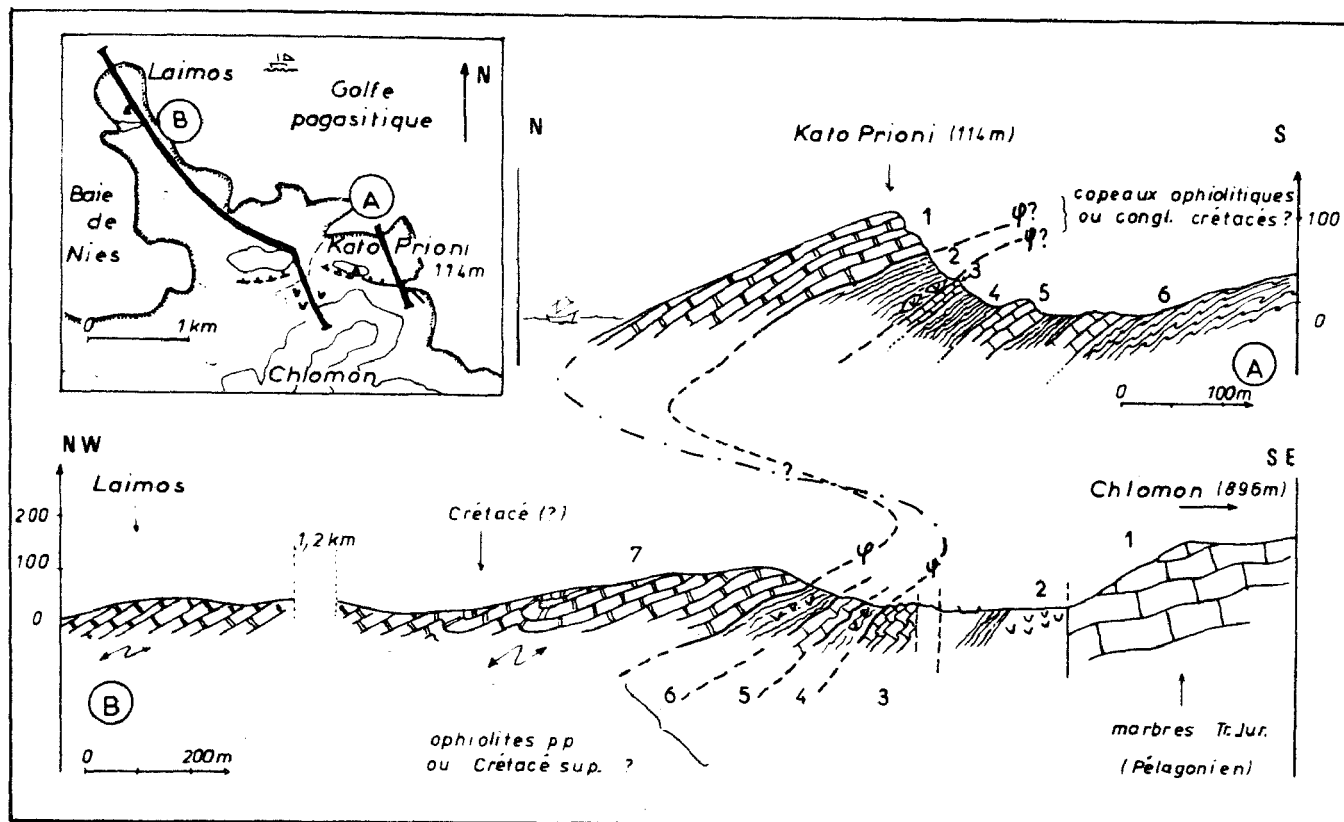 Laimos
N
Golfe
pagasitique
B
A
Baie
de
Nies
Kato Prioni
114m
0 1 km
Chlomon
N
Kato Prioni (114m)
S
copeaux ophiolitiques
ou congl. crétacés?
φ?
φ?
100
0
1
2
3
4
5
6
A
0 100m
?
NW
SE
Laimos
Crétacé (?)
Chlomon (896m)
200
100
0
1,2 km
7
φ
φ
2
1
6
5
4
3
B
0 200m
ophiolites pp
ou Crétacé sup. ?
marbres Tr. Jur.
(Pélagonien)